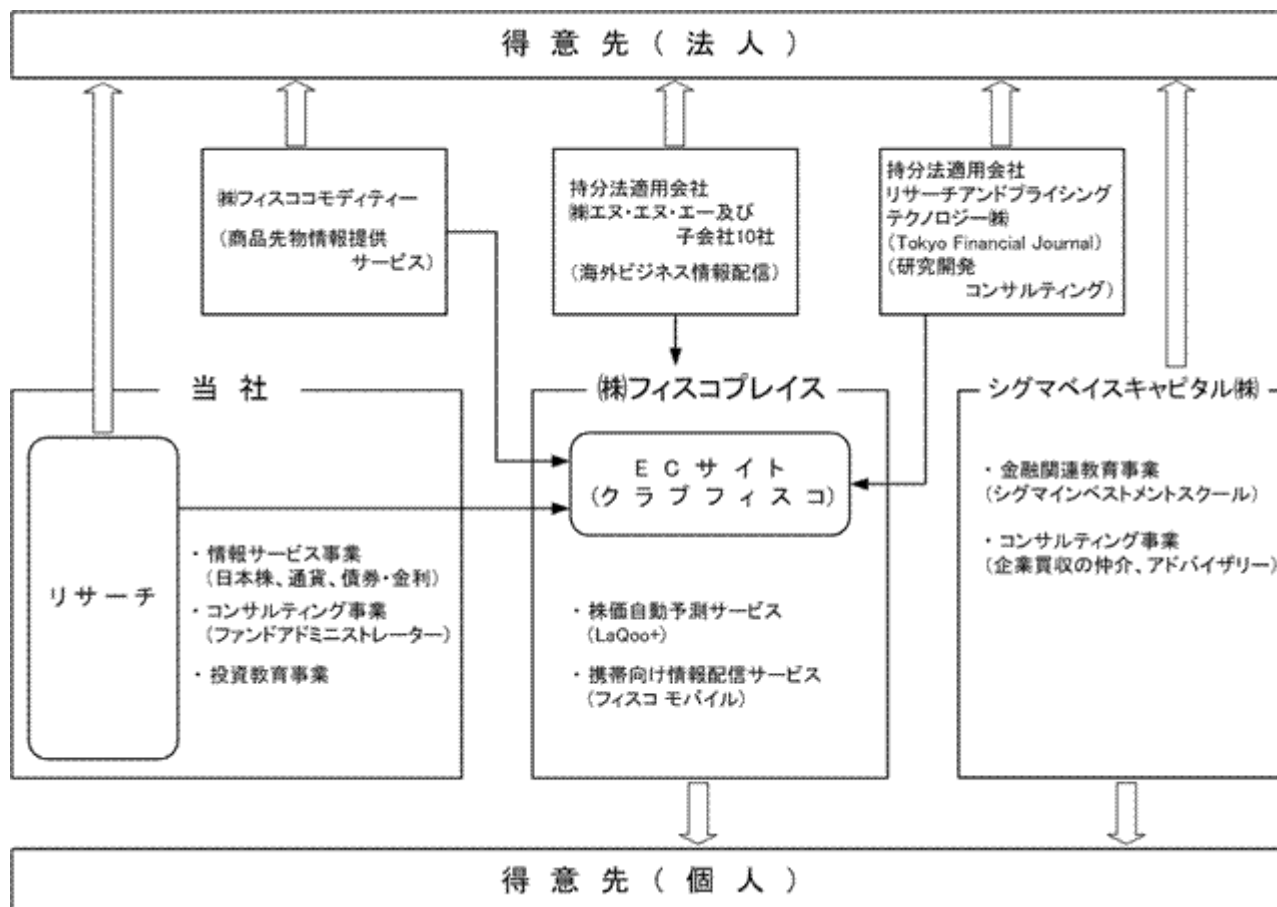 得意先(法人)
㈱フィスココモディティー
(商品先物情報提供
サービス)
持分法適用会社
㈱エヌ・エヌ・エー及び
子会社10社
(海外ビジネス情報配信)
持分法適用会社
リサーチアンドプライシング
テクノロジー㈱
(Tokyo Financial Journal)
(研究開発
コンサルティング)
当社
リサーチ
・情報サービス事業
(日本株、通貨、債券・金利)
・コンサルティング事業
(ファンドアドミニストレーター)
・投資教育事業
㈱フィスコプレイス
ECサイト
(クラブフィスコ)
・株価自動予測サービス
(LaQoo+)
・携帯向け情報配信サービス
(フィスコ モバイル)
シグマベイスキャピタル㈱
・金融関連教育事業
(シグマインベストメントスクール)
・コンサルティング事業
(企業買収の仲介、アドバイザリー)
得意先(個人)